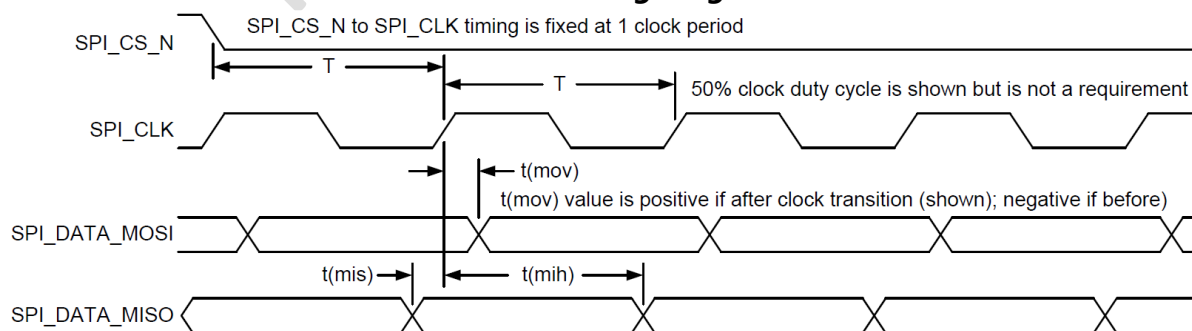 SPI_CS_N
SPI_CS_N to SPI_CLK timing is fixed at 1 clock period
T
T
50% clock duty cycle is shown but is not a requirement
SPI_CLK
t(mov)
t(mov) value is positive if after clock transition (shown); negative if before)
SPI_DATA_MOSI
t(mis)
t(mih)
SPI_DATA_MISO